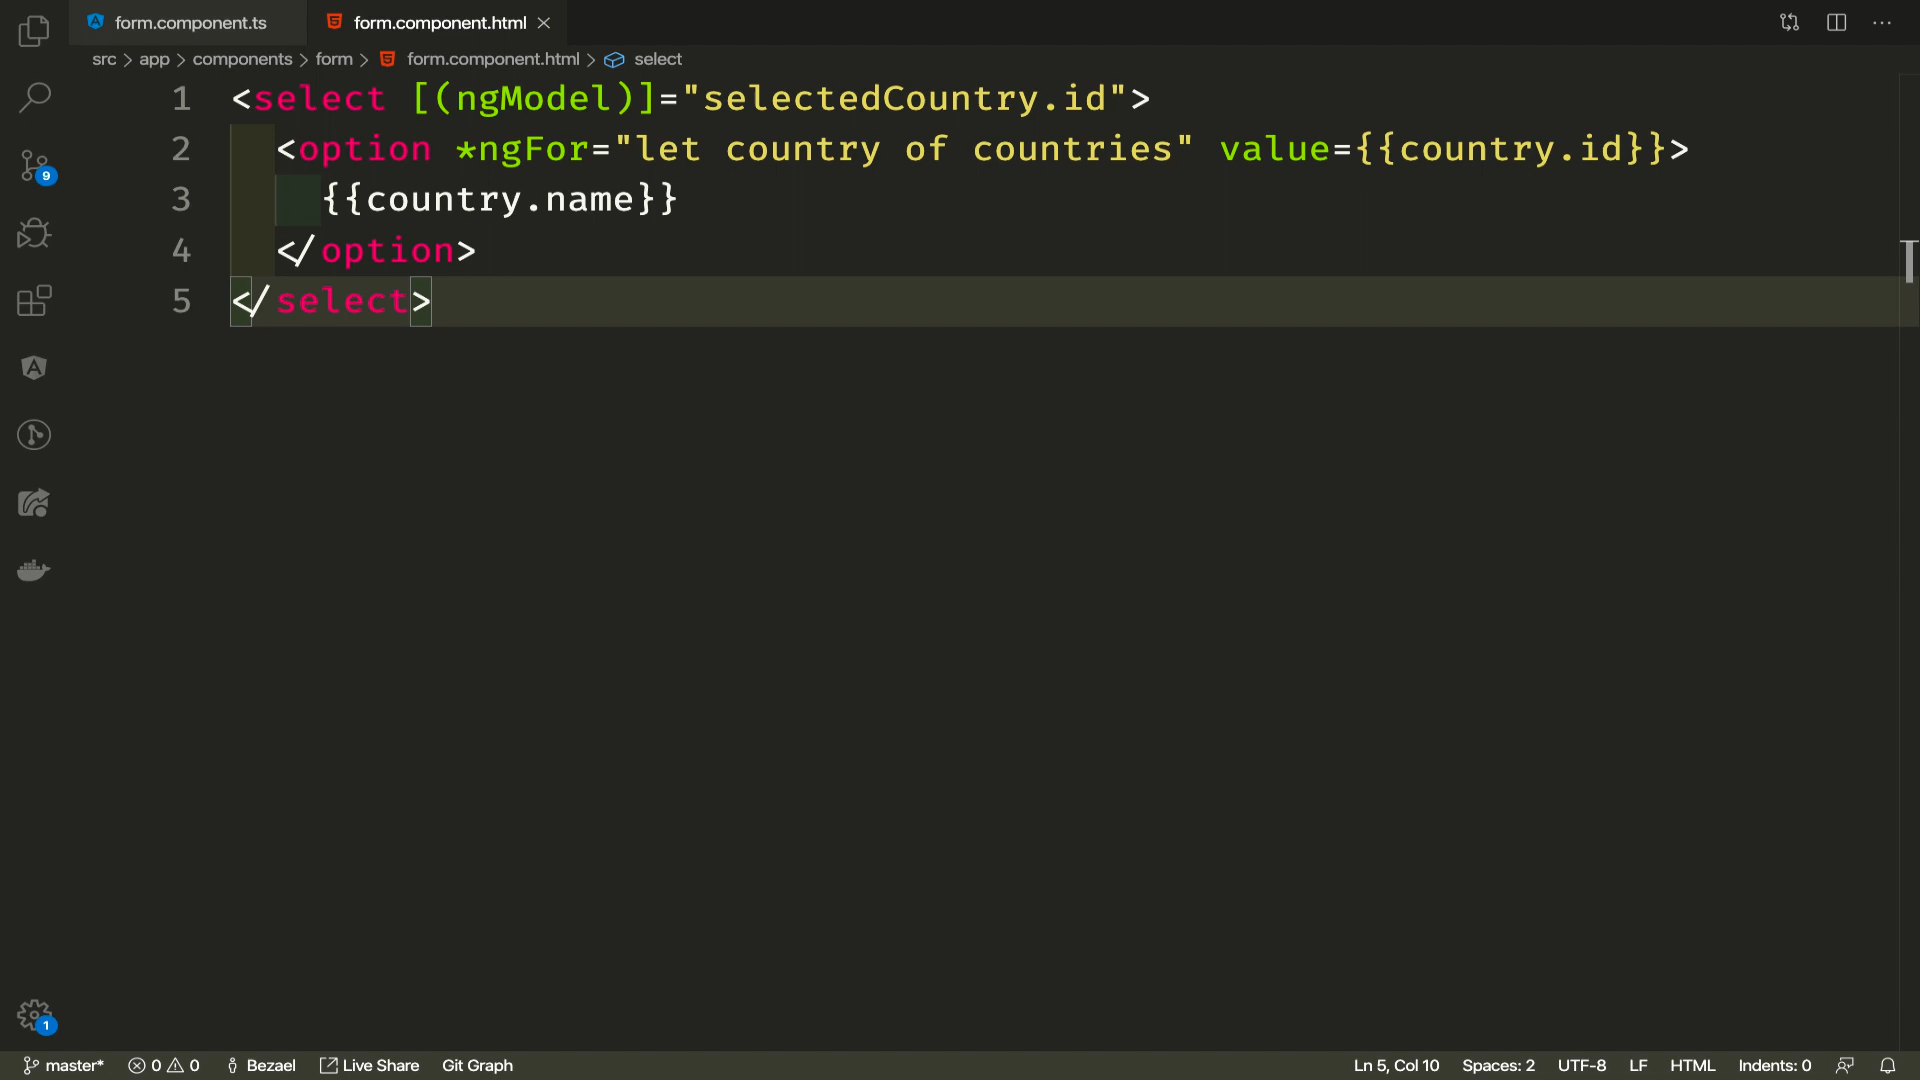 form.component.ts
form.component.html
src > app > components > form > form.component.html > select
1 <select [(ngModel)]="selectedCountry.id">
2 <option *ngFor="let country of countries" value={{country.id}}>
3 {{country.name}}
4 </option>
5 </select>
9
1
master* 0 0 Bezael Live Share Git Graph Ln 5, Col 10 Spaces: 2 UTF-8 LF HTML Indents: 0